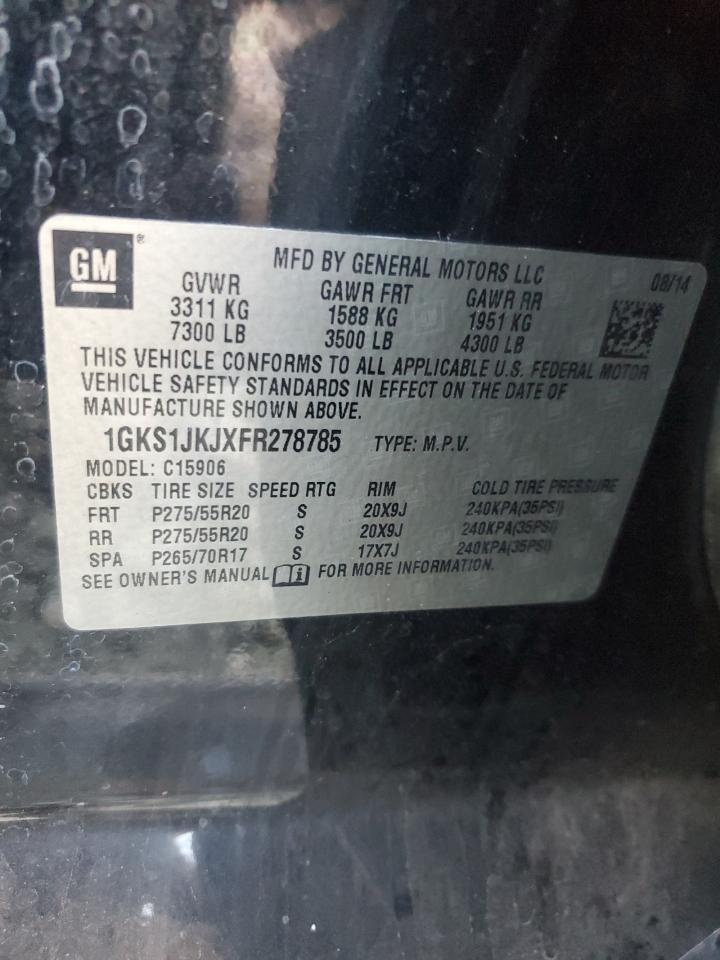 GM®
MFD BY GENERAL MOTORS LLC 08/14
GVWR GAWR FRT GAWR RR
3311 KG 1588 KG 1951 KG
7300 LB 3500 LB 4300 LB
THIS VEHICLE CONFORMS TO ALL APPLICABLE U.S. FEDERAL MOTOR
VEHICLE SAFETY STANDARDS IN EFFECT ON THE DATE OF
MANUFACTURE SHOWN ABOVE.
1GKS1JKJXFR278785 TYPE: M.P.V.
MODEL: C15906
CBKS TIRE SIZE SPEED RTG RIM COLD TIRE PRESSURE
FRT P275/55R20 S 20X9J 240KPA(35PSI)
RR P275/55R20 S 20X9J 240KPA(35PSI)
SPA P265/70R17 S 17X7J 240KPA(35PSI)
SEE OWNER'S MANUAL i FOR MORE INFORMATION.